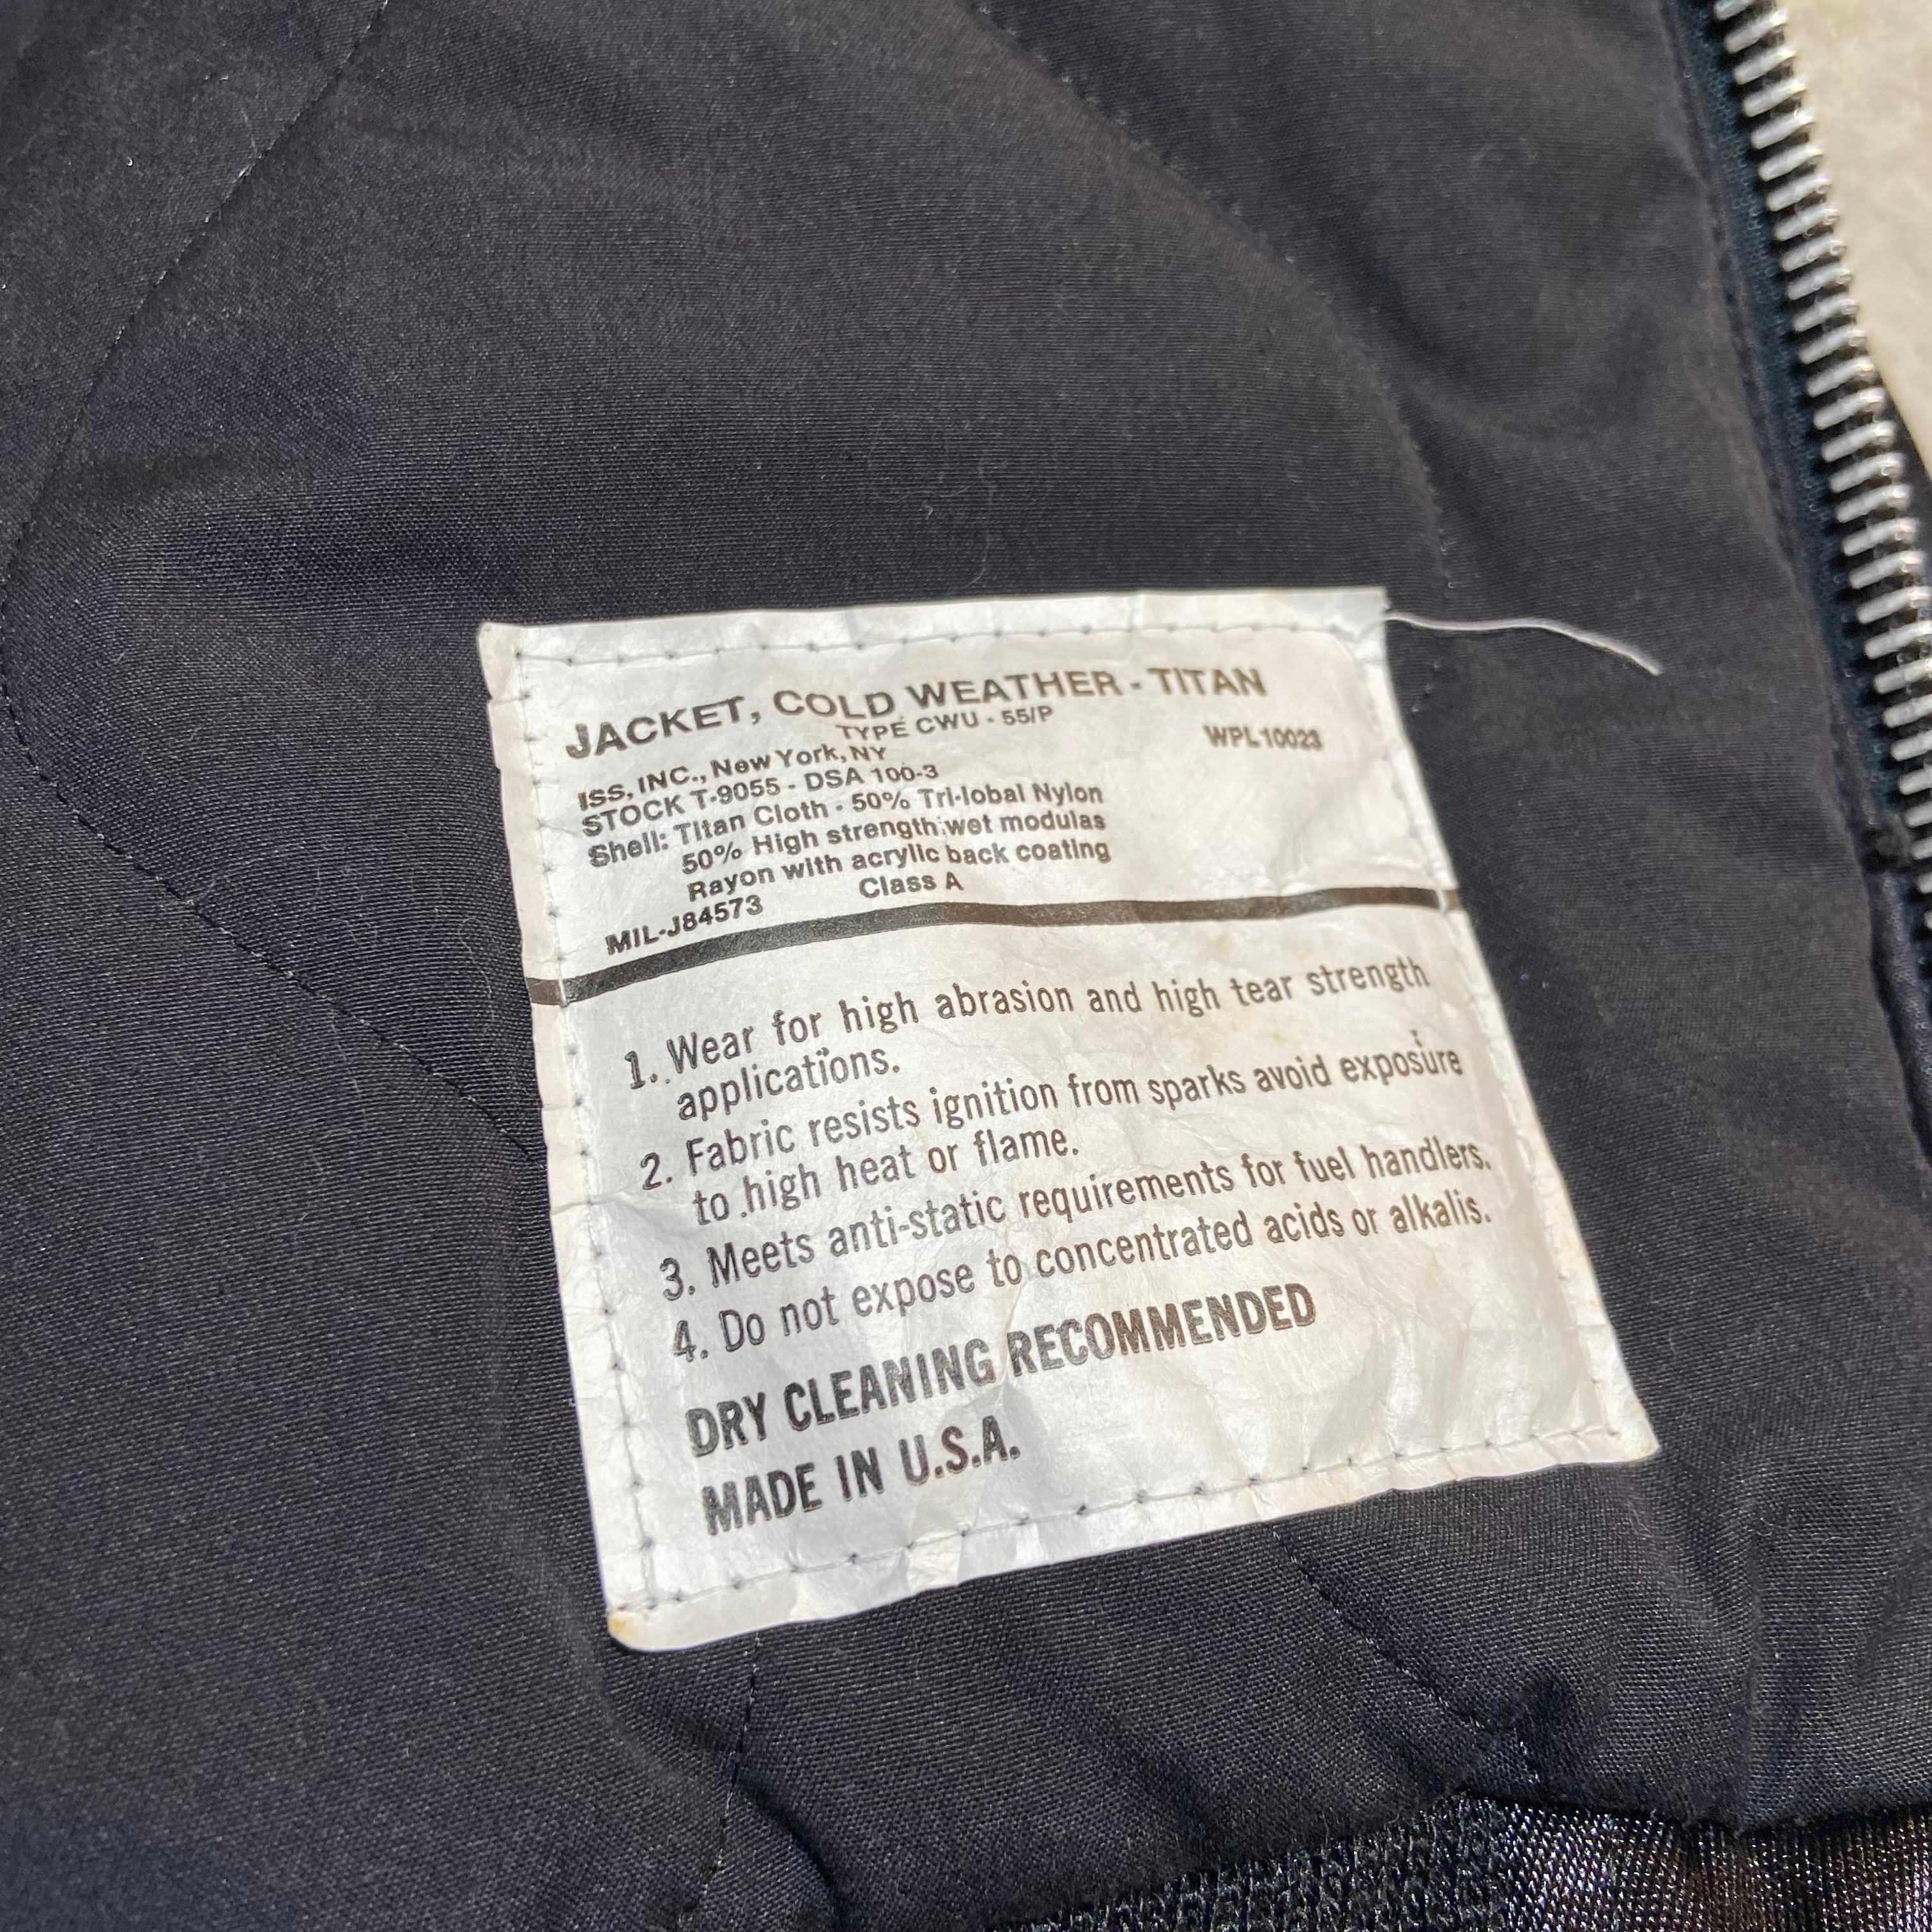 JACKET, COLD WEATHER - TITAN
TYPE CWU - 55/P
ISS, INC., New York, NY
WPL10023
STOCK T-9055 - DSA 100-3
Shell: Titan Cloth - 50% Tri-lobal Nylon
50% High strength wet modulas
Rayon with acrylic back coating
MIL-J84573 Class A
1. Wear for high abrasion and high tear strength
applications.
2. Fabric resists ignition from sparks avoid exposure
to high heat or flame.
3. Meets anti-static requirements for fuel handlers.
4. Do not expose to concentrated acids or alkalis.
DRY CLEANING RECOMMENDED
MADE IN U.S.A.